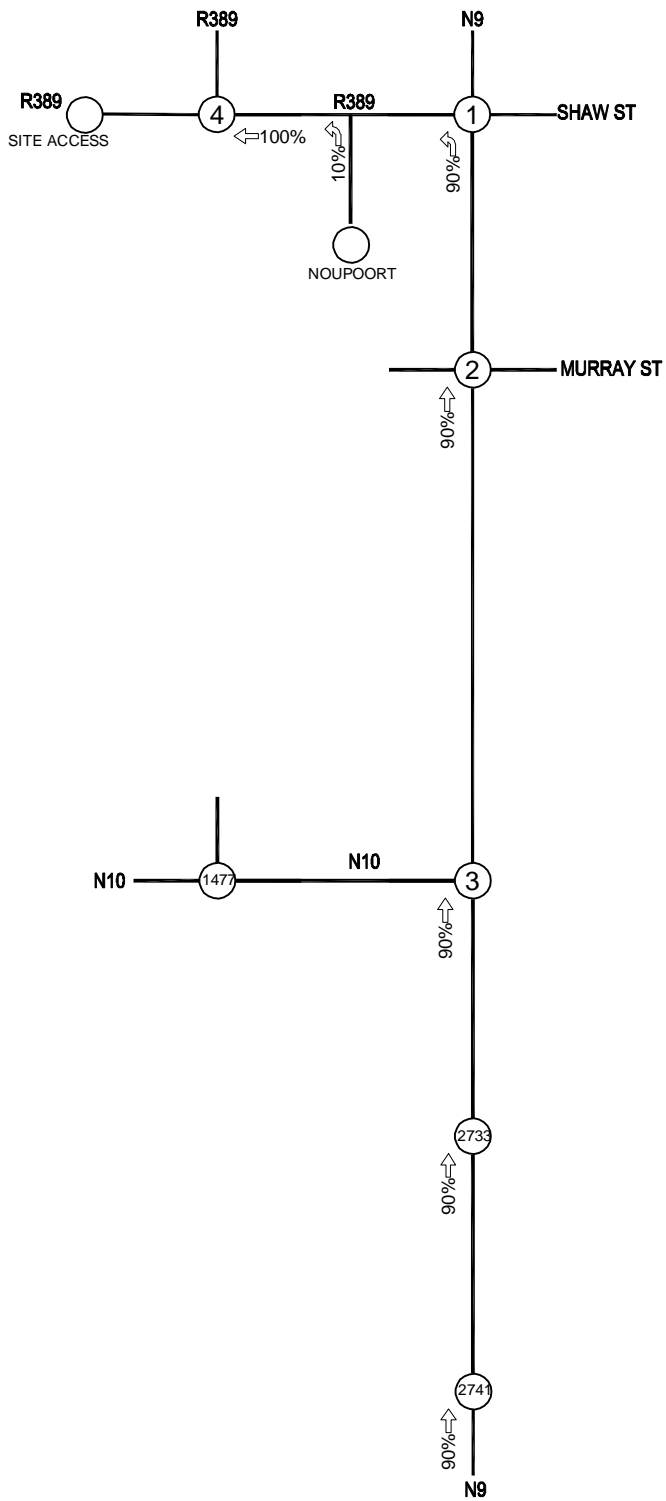 R389
N9
R389
4
R389
1
SHAW ST
SITE ACCESS
100%
10%
90%
NOUPOORT
2
MURRAY ST
90%
N10
N10
1477
3
90%
2733
90%
2741
90%
N9